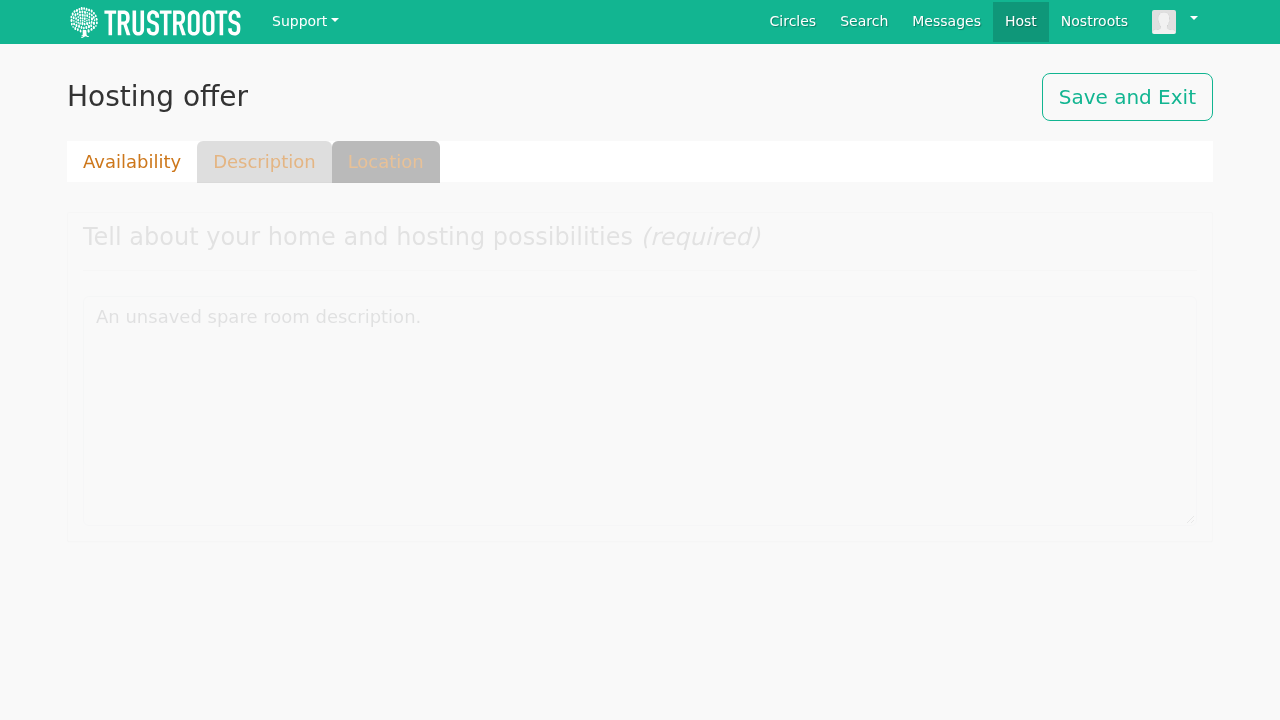 TRUSTROOTS Support Circles Search Messages Host Nostroots
Hosting offer Save and Exit
Availability Description Location
Tell about your home and hosting possibilities (required)
An unsaved spare room description.